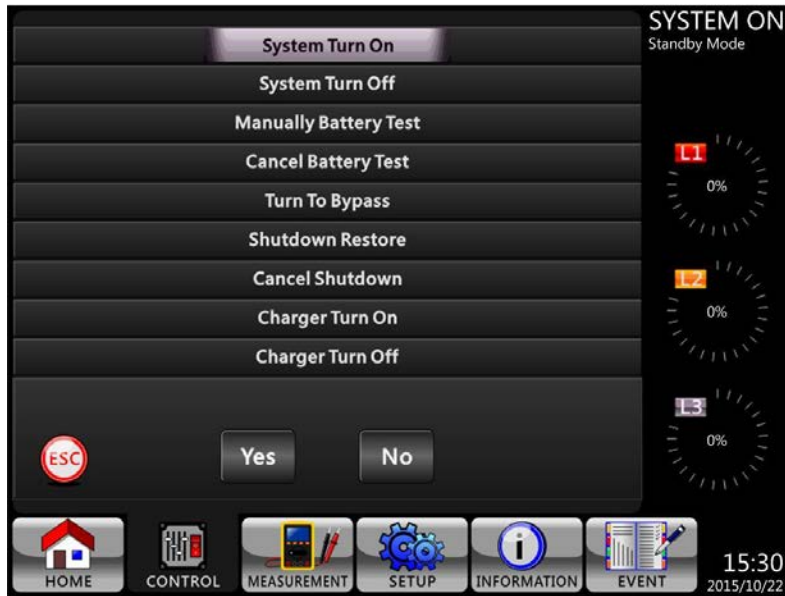 SYSTEM ON
Standby Mode
System Turn On
System Turn Off
Manually Battery Test
Cancel Battery Test
Turn To Bypass
Shutdown Restore
Cancel Shutdown
Charger Turn On
Charger Turn Off
L1
0%
L2
0%
L3
0%
ESC
Yes
No
HOME
CONTROL
MEASUREMENT
SETUP
INFORMATION
EVENT
15:30
2015/10/22